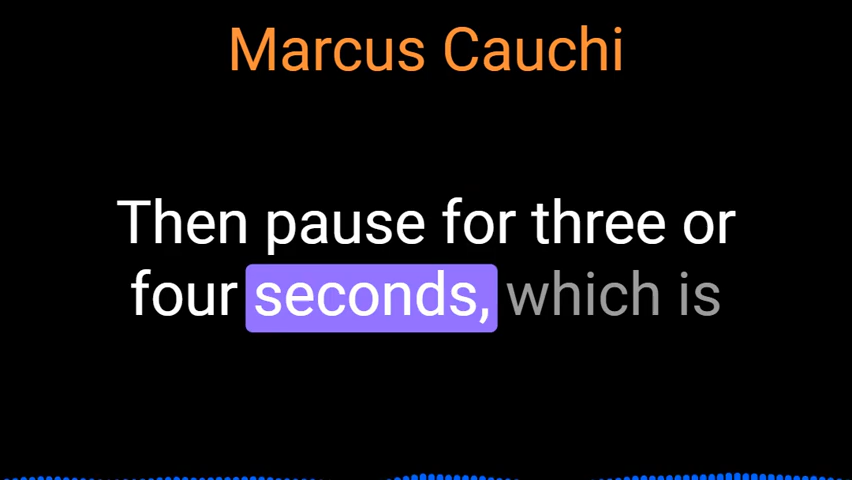 Marcus Cauchi
Then pause for three or
four seconds, which is